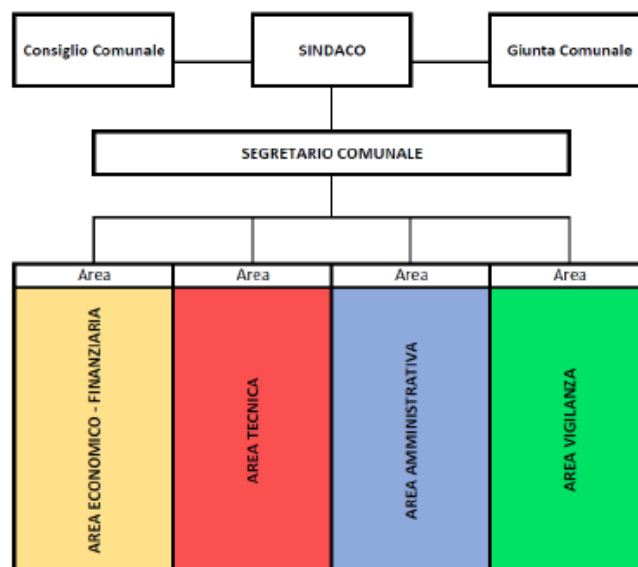 Consiglio Comunale
SINDACO
Giunta Comunale
SEGRETARIO COMUNALE
Area
Area
Area
Area
AREA ECONOMICO - FINANZIARIA
AREA TECNICA
AREA AMMINISTRATIVA
AREA VIGILANZA